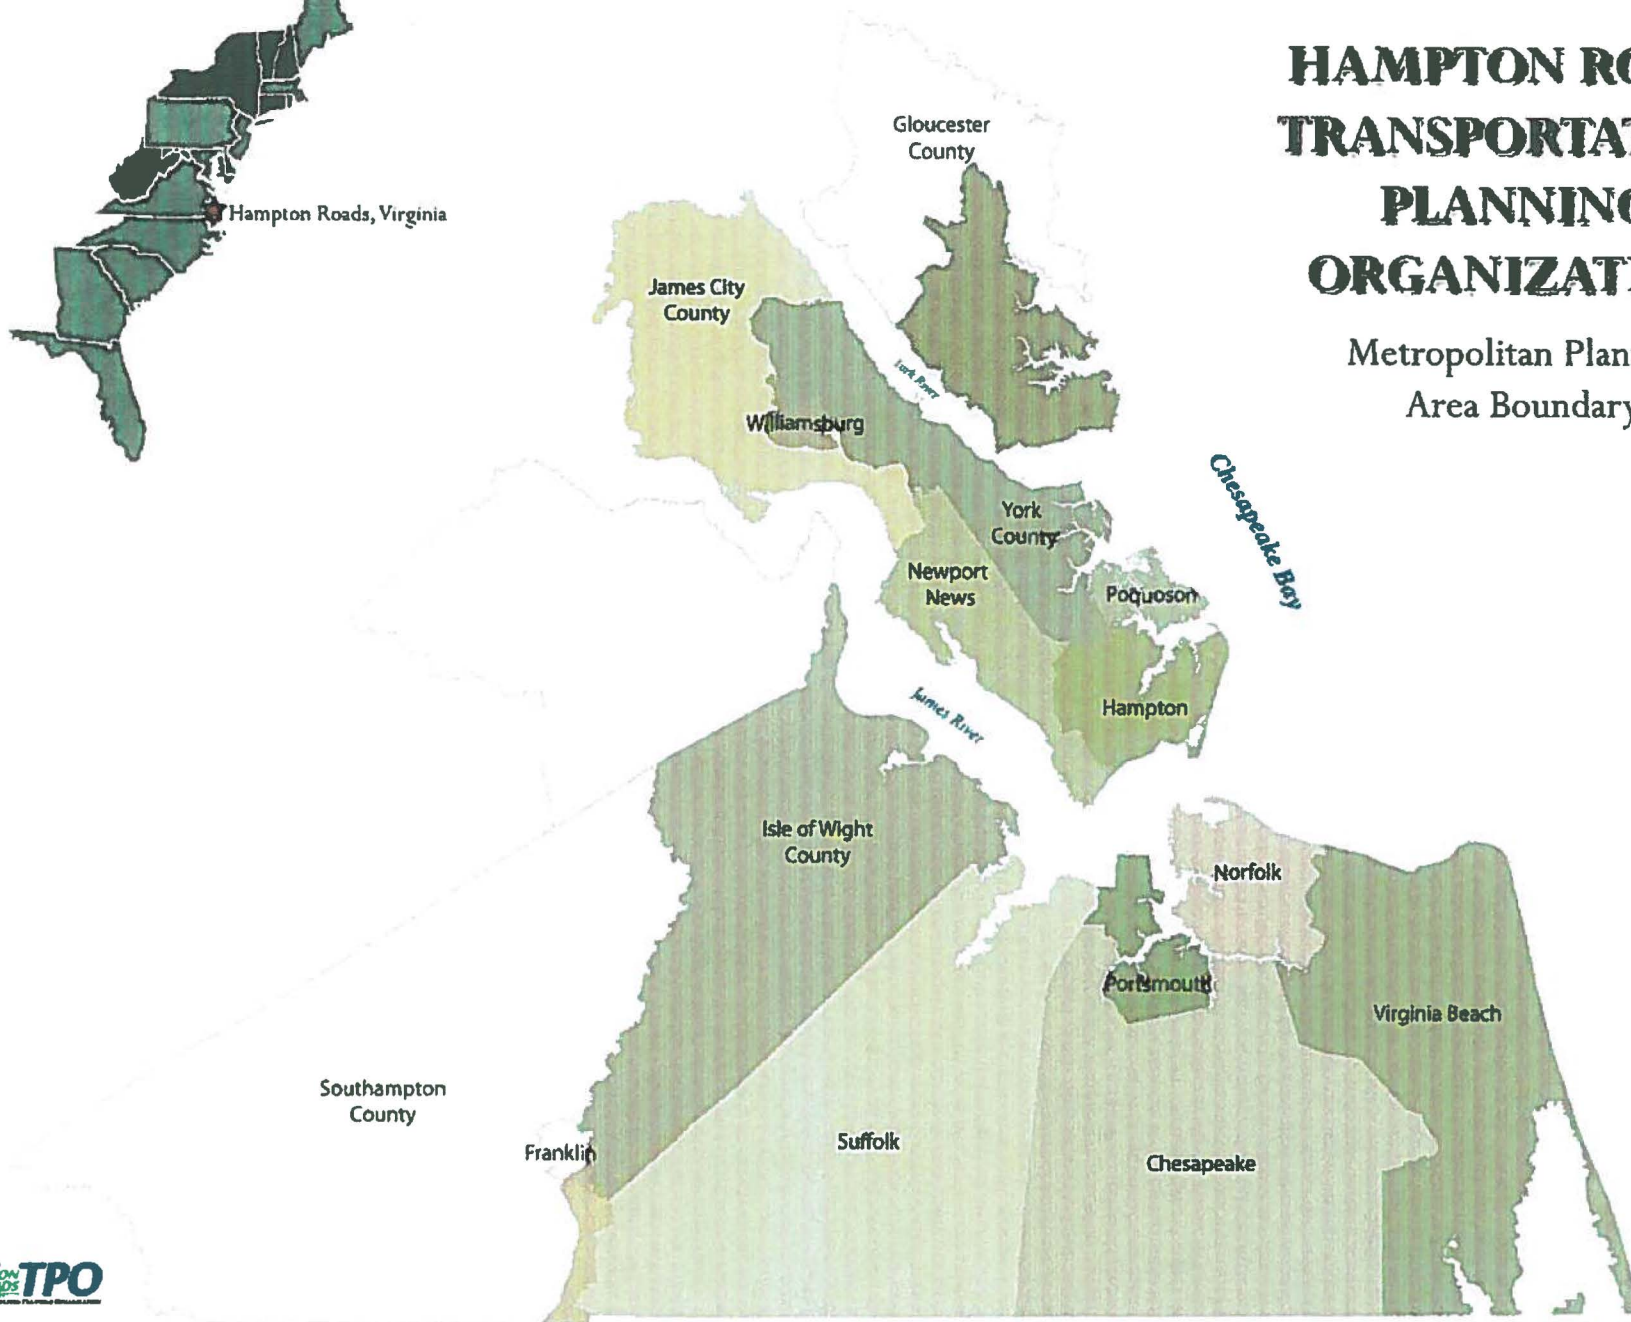 HAMPTON RO
TRANSPORTAT
PLANNING
ORGANIZATI
Metropolitan Plan
Area Boundary
Hampton Roads, Virginia
Gloucester
County
James City
County
York River
Williamsburg
Chesapeake Bay
York
County
Newport
News
Poquoson
James River
Hampton
Isle of Wight
County
Norfolk
Portsmouth
Virginia Beach
Southampton
County
Franklin
Suffolk
Chesapeake
TPO